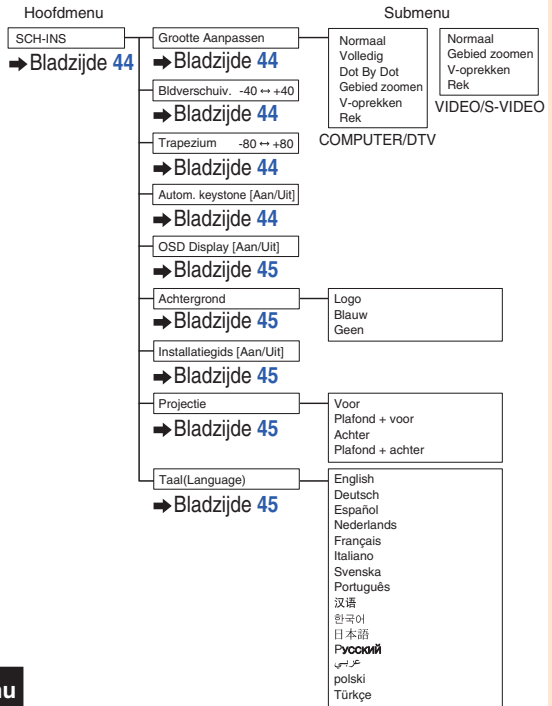 Hoofdmenu
Submenu
SCH-INS
➡Bladzijde 44
Grootte Aanpassen
➡Bladzijde 44
Normaal
Volledig
Dot By Dot
Gebied zoomen
V-oprekken
Rek
COMPUTER/DTV
Normaal
Gebied zoomen
V-oprekken
Rek
VIDEO/S-VIDEO
Bldverschuiv. -40 ↔ +40
➡Bladzijde 44
Trapezium -80 ↔ +80
➡Bladzijde 44
Autom. keystone [Aan/Uit]
➡Bladzijde 44
OSD Display [Aan/Uit]
➡Bladzijde 45
Achtergrond
➡Bladzijde 45
Logo
Blauw
Geen
Installatiegids [Aan/Uit]
➡Bladzijde 45
Projectie
➡Bladzijde 45
Voor
Plafond + voor
Achter
Plafond + achter
Taal(Language)
➡Bladzijde 45
English
Deutsch
Español
Nederlands
Français
Italiano
Svenska
Português
汉语
한국어
日本語
Русский
عربي
polski
Türkçe